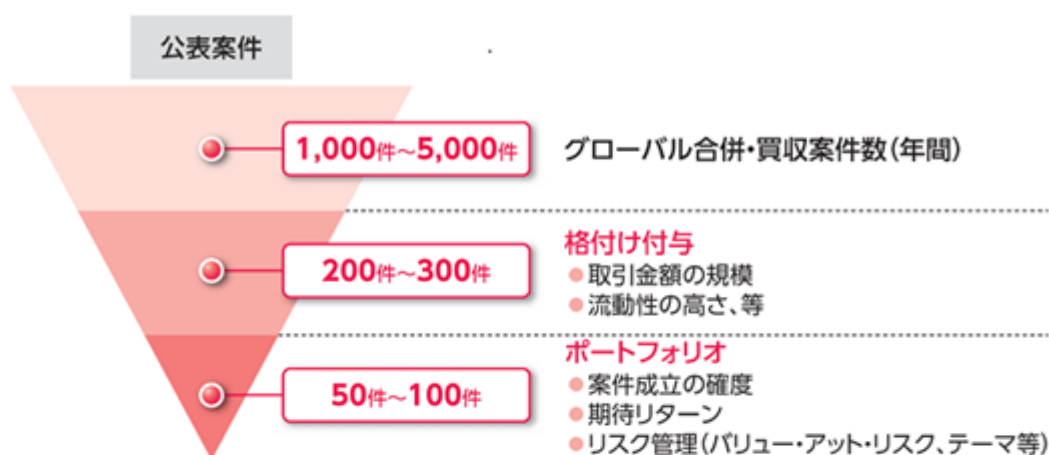 公表案件
1,000件～5,000件
グローバル合併・買収案件数(年間)
200件～300件
格付け付与
●取引金額の規模
●流動性の高さ、等
50件～100件
ポートフォリオ
●案件成立の確度
●期待リターン
●リスク管理(バリュー・アット・リスク、テーマ等)